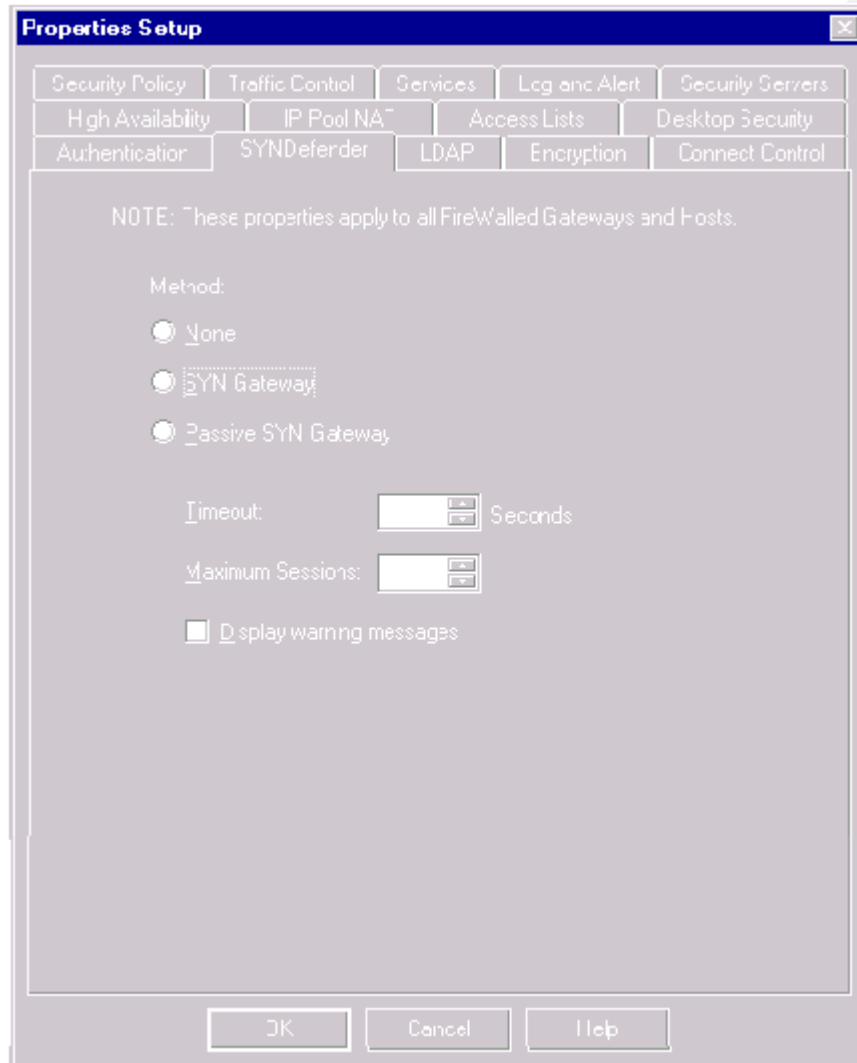 Properties Setup
Security Policy Traffic Control Services Log and Alert Security Servers
High Availability IP Pool NAT Access Lists Desktop Security
Authentication SYNDefender LDAP Encryption Connect Control
NOTE: These properties apply to all FireWalled Gateways and Hosts.
Method:
None
SYN Gateway
Passive SYN Gateway
Timeout: Seconds
Maximum Sessions:
Display warning messages
OK Cancel Help